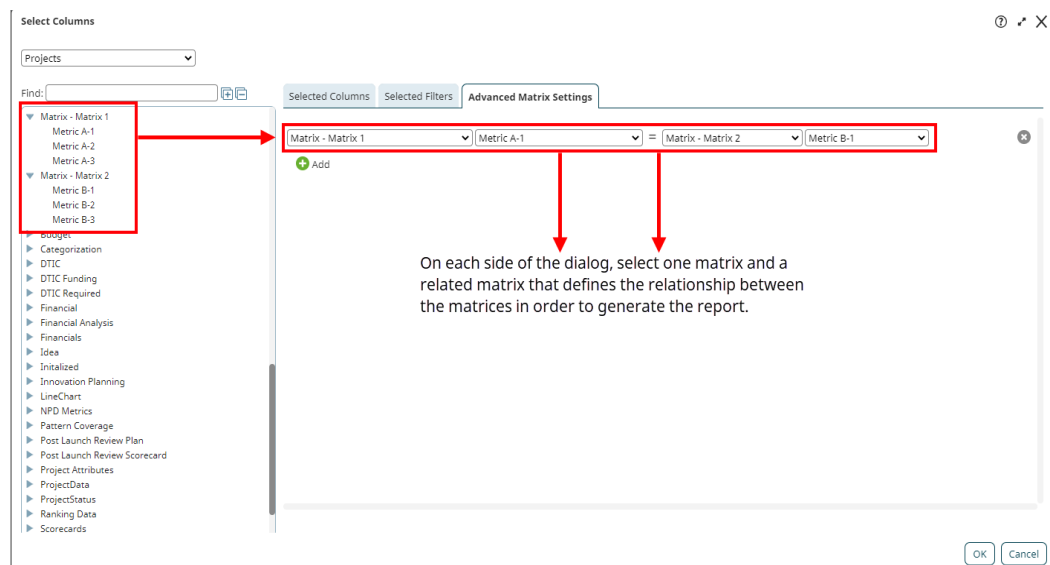 Select Columns
Projects
Find:
Matrix - Matrix 1
Metric A-1
Metric A-2
Metric A-3
Matrix - Matrix 2
Metric B-1
Metric B-2
Metric B-3
Budget
Categorization
DTIC
DTIC Funding
DTIC Required
Financial
Financial Analysis
Financials
Idea
Initalized
Innovation Planning
LineChart
NPD Metrics
Pattern Coverage
Post Launch Review Plan
Post Launch Review Scorecard
Project Attributes
ProjectData
ProjectStatus
Ranking Data
Scorecards
Selected Columns Selected Filters Advanced Matrix Settings
Matrix - Matrix 1 Metric A-1 = Matrix - Matrix 2 Metric B-1
Add
On each side of the dialog, select one matrix and a
related matrix that defines the relationship between
the matrices in order to generate the report.
OK Cancel